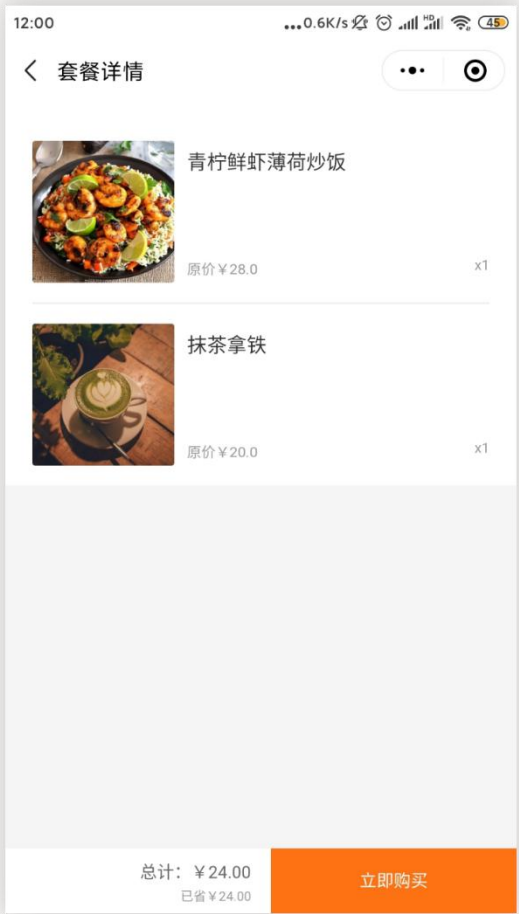 12:00
...0.6K/s HD 45
套餐详情
青柠鲜虾薄荷炒饭
原价￥28.0
x1
抹茶拿铁
原价￥20.0
x1
总计：￥24.00
已省￥24.00
立即购买